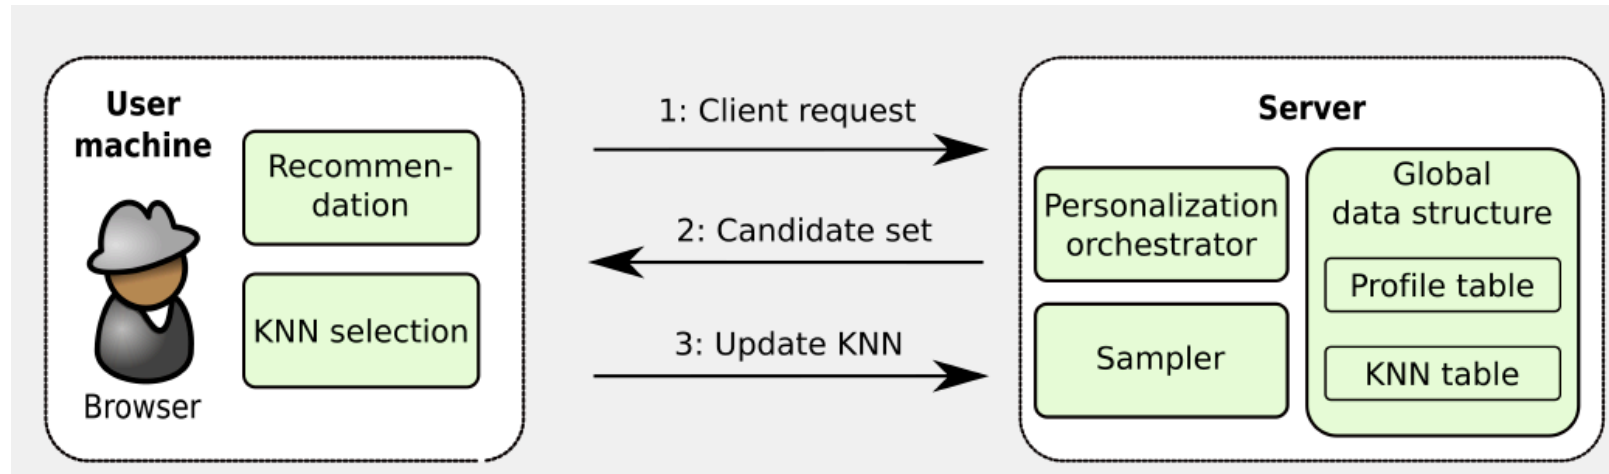 User
machine
Recommen-
dation
KNN selection
Browser
1: Client request
2: Candidate set
3: Update KNN
Server
Personalization
orchestrator
Sampler
Global
data structure
Profile table
KNN table